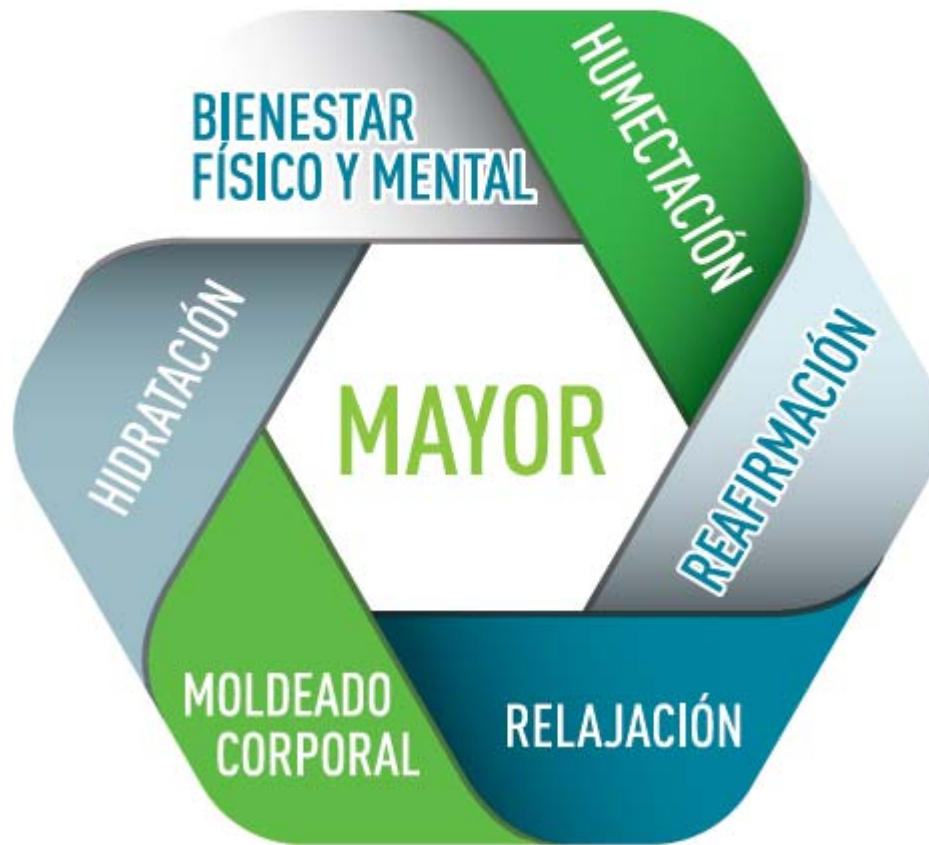 BIENESTAR
FÍSICO Y MENTAL
HUMECTACIÓN
REAFIRMACIÓN
RELAJACIÓN
MOLDEADO
CORPORAL
HIDRATACIÓN
MAYOR